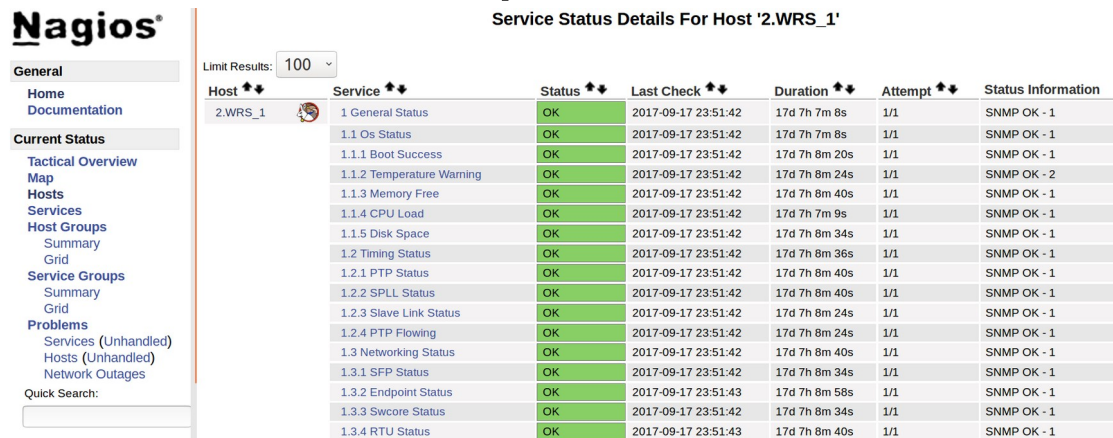 Nagios®
General
Home
Documentation
Current Status
Tactical Overview
Map
Hosts
Services
Host Groups
Summary
Grid
Service Groups
Summary
Grid
Problems
Services (Unhandled)
Hosts (Unhandled)
Network Outages
Quick Search:
Service Status Details For Host '2.WRS_1'
Limit Results: 100
Host Service Status Last Check Duration Attempt Status Information
2.WRS_1 1 General Status OK 2017-09-17 23:51:42 17d 7h 7m 8s 1/1 SNMP OK - 1
1.1 Os Status OK 2017-09-17 23:51:42 17d 7h 7m 8s 1/1 SNMP OK - 1
1.1.1 Boot Success OK 2017-09-17 23:51:42 17d 7h 8m 20s 1/1 SNMP OK - 1
1.1.2 Temperature Warning OK 2017-09-17 23:51:42 17d 7h 8m 24s 1/1 SNMP OK - 2
1.1.3 Memory Free OK 2017-09-17 23:51:42 17d 7h 8m 40s 1/1 SNMP OK - 1
1.1.4 CPU Load OK 2017-09-17 23:51:42 17d 7h 7m 9s 1/1 SNMP OK - 1
1.1.5 Disk Space OK 2017-09-17 23:51:42 17d 7h 8m 34s 1/1 SNMP OK - 1
1.2 Timing Status OK 2017-09-17 23:51:42 17d 7h 8m 36s 1/1 SNMP OK - 1
1.2.1 PTP Status OK 2017-09-17 23:51:42 17d 7h 8m 40s 1/1 SNMP OK - 1
1.2.2 SPLL Status OK 2017-09-17 23:51:42 17d 7h 8m 40s 1/1 SNMP OK - 1
1.2.3 Slave Link Status OK 2017-09-17 23:51:42 17d 7h 8m 24s 1/1 SNMP OK - 1
1.2.4 PTP Flowing OK 2017-09-17 23:51:42 17d 7h 8m 24s 1/1 SNMP OK - 1
1.3 Networking Status OK 2017-09-17 23:51:42 17d 7h 8m 40s 1/1 SNMP OK - 1
1.3.1 SFP Status OK 2017-09-17 23:51:42 17d 7h 8m 34s 1/1 SNMP OK - 1
1.3.2 Endpoint Status OK 2017-09-17 23:51:43 17d 7h 8m 58s 1/1 SNMP OK - 1
1.3.3 Swcore Status OK 2017-09-17 23:51:42 17d 7h 8m 34s 1/1 SNMP OK - 1
1.3.4 RTU Status OK 2017-09-17 23:51:43 17d 7h 8m 40s 1/1 SNMP OK - 1